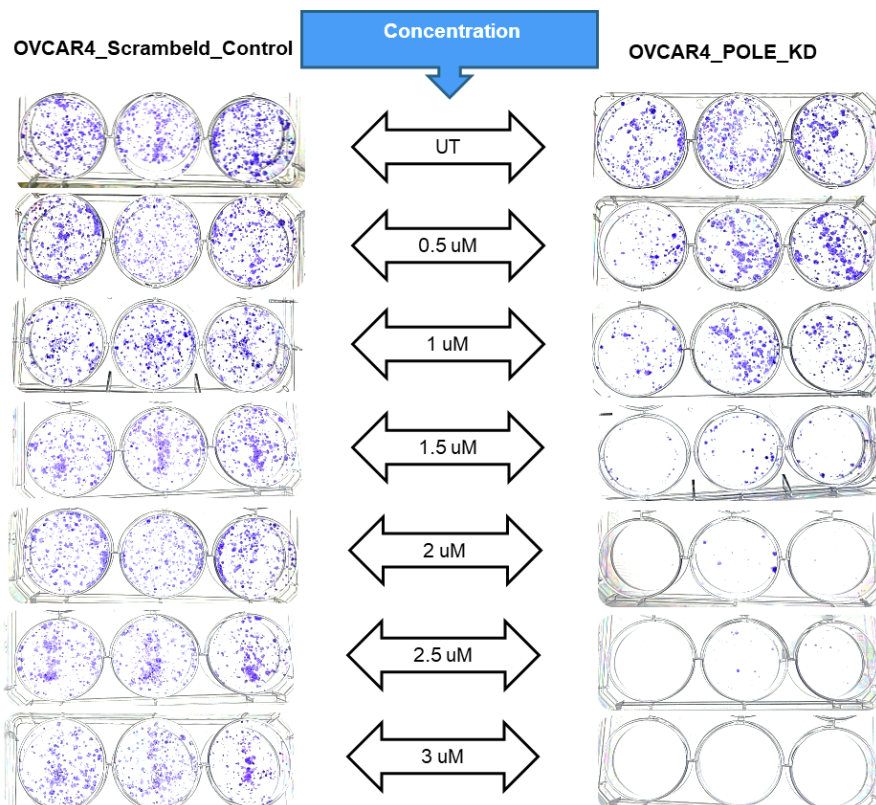 Concentration
OVCAR4_Scrambeld_Control
OVCAR4_POLE_KD
UT
0.5 uM
1 uM
1.5 uM
2 uM
2.5 uM
3 uM